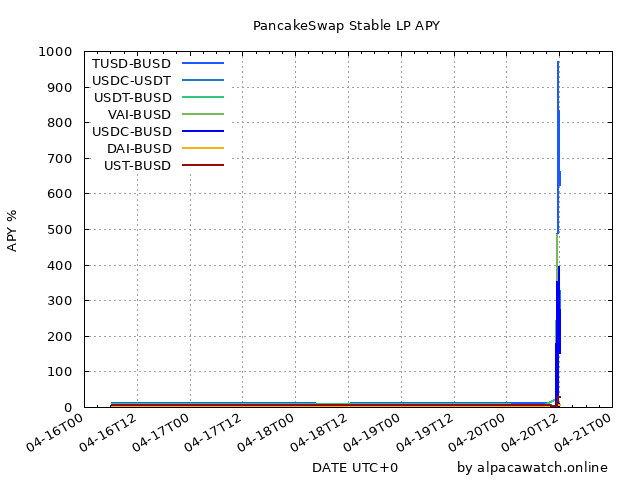 PancakeSwap Stable LP APY
1000
900
800
700
600
500
400
300
200
100
0
APY %
TUSD-BUSD
USDC-USDT
USDT-BUSD
VAI-BUSD
USDC-BUSD
DAI-BUSD
UST-BUSD
04-16T00
04-16T12
04-17T00
04-17T12
04-18T00
04-18T12
04-19T00
04-19T12
04-20T00
04-20T12
04-21T00
DATE UTC+0
by alpacawatch.online